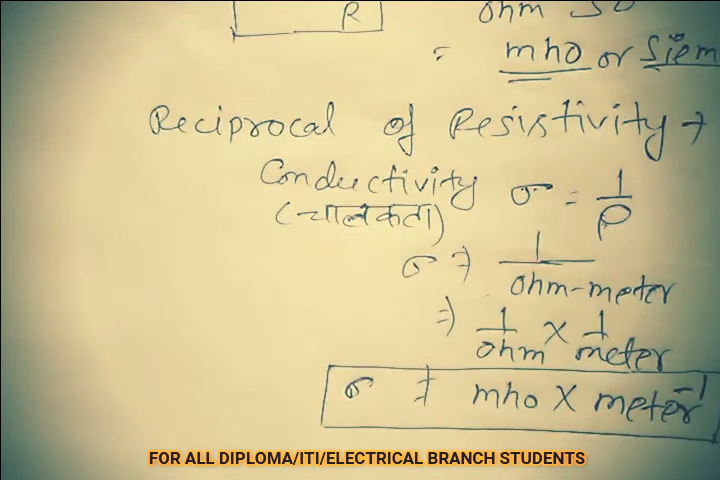 R
ohm
= mho or Siem
Reciprocal of Resistivity →
Conductivity σ = 1/ρ
(चालकता)
σ ⇒ 1/ohm-meter
⇒ 1/ohm × 1/meter
σ ⇒ mho × meter⁻¹
FOR ALL DIPLOMA/ITI/ELECTRICAL BRANCH STUDENTS